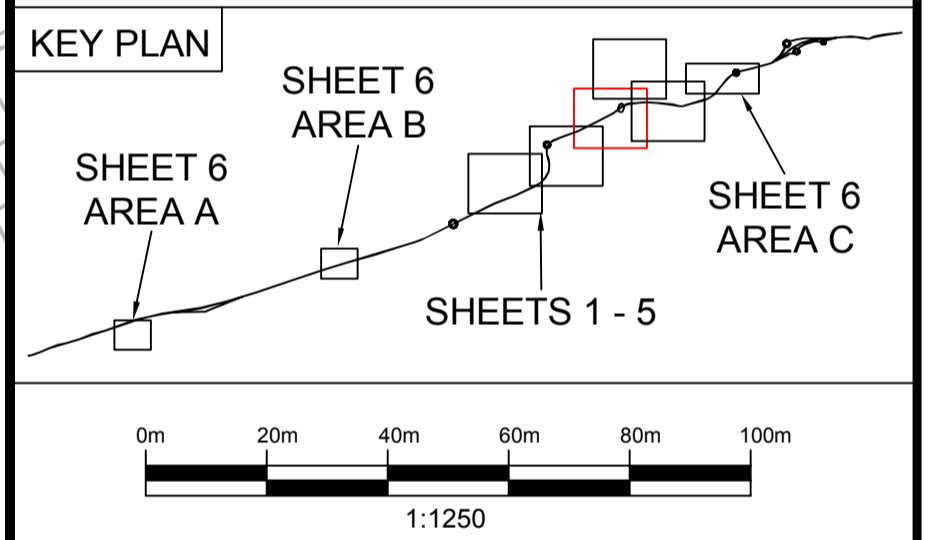 KEY PLAN
SHEET 6
AREA A
SHEET 6
AREA B
SHEETS 1 - 5
SHEET 6
AREA C
0m 20m 40m 60m 80m 100m
1:1250